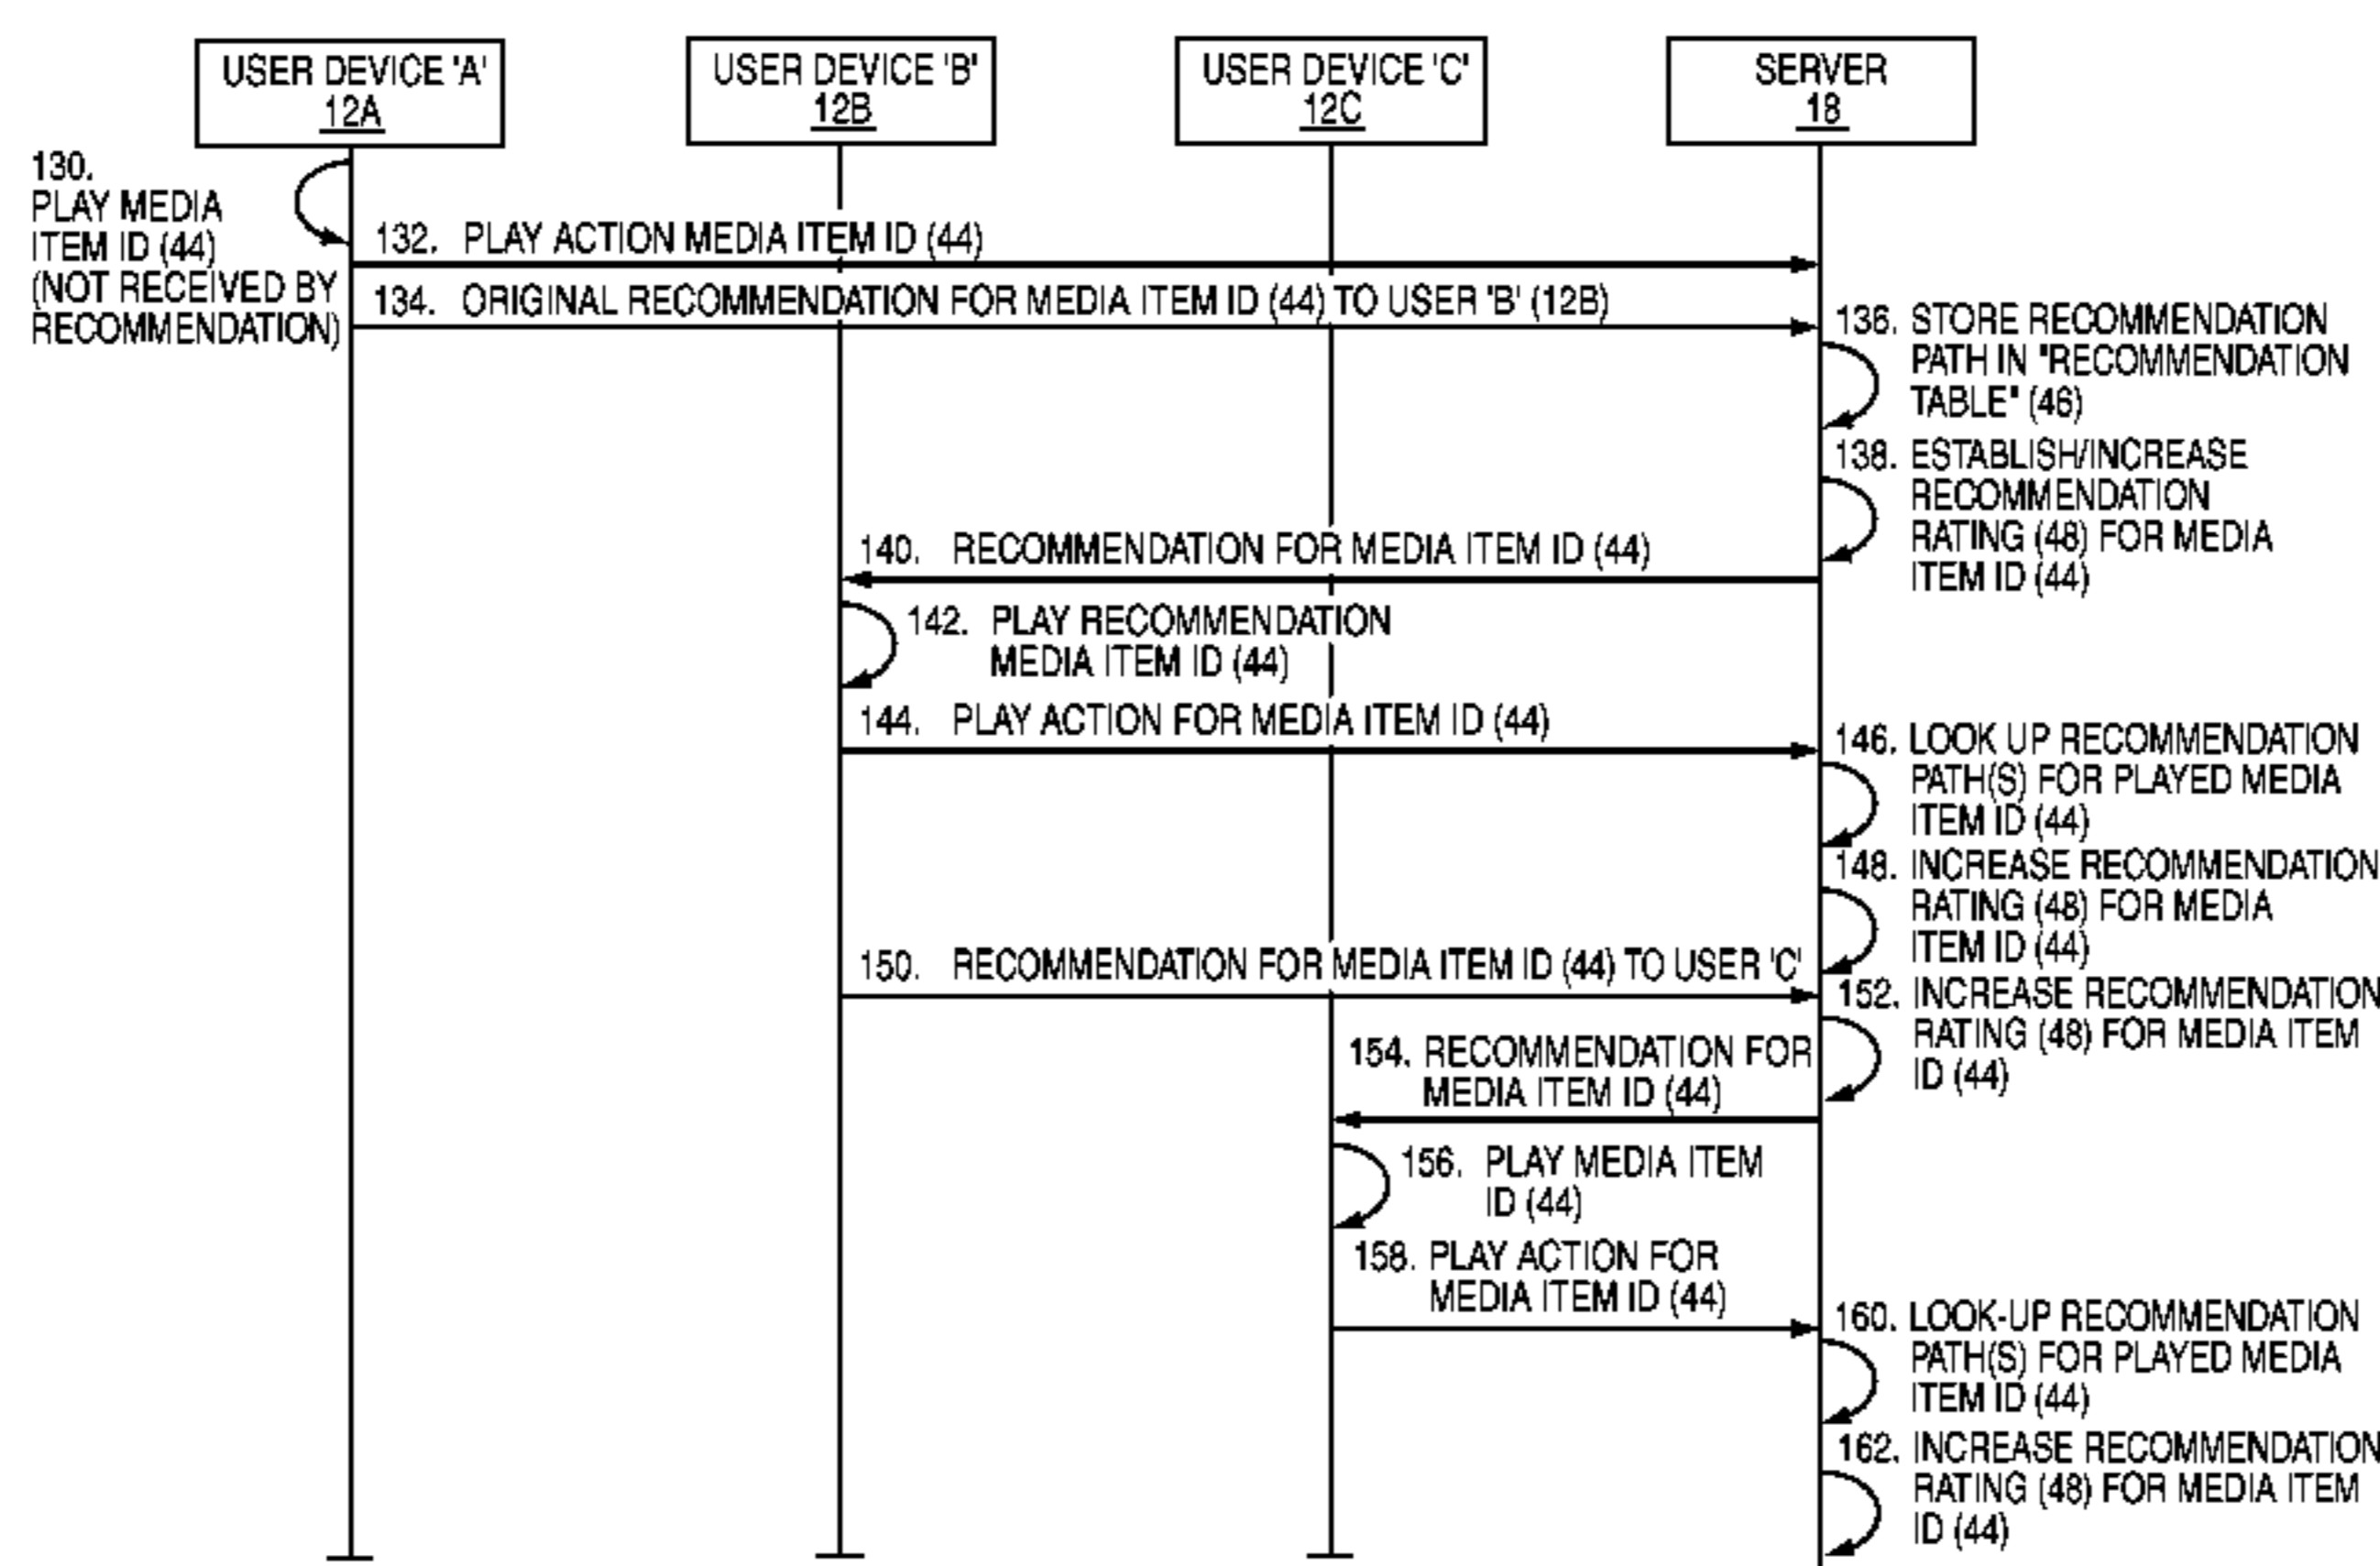 USER DEVICE 'A'
12A
USER DEVICE 'B'
12B
USER DEVICE 'C'
12C
SERVER
18
130.
PLAY MEDIA
ITEM ID (44)
(NOT RECEIVED BY
RECOMMENDATION)
132. PLAY ACTION MEDIA ITEM ID (44)
134. ORIGINAL RECOMMENDATION FOR MEDIA ITEM ID (44) TO USER 'B' (12B)
136. STORE RECOMMENDATION
PATH IN "RECOMMENDATION
TABLE" (46)
138. ESTABLISH/INCREASE
RECOMMENDATION
RATING (48) FOR MEDIA
ITEM ID (44)
140. RECOMMENDATION FOR MEDIA ITEM ID (44)
142. PLAY RECOMMENDATION
MEDIA ITEM ID (44)
144. PLAY ACTION FOR MEDIA ITEM ID (44)
146. LOOK UP RECOMMENDATION
PATH(S) FOR PLAYED MEDIA
ITEM ID (44)
148. INCREASE RECOMMENDATION
RATING (48) FOR MEDIA
ITEM ID (44)
150. RECOMMENDATION FOR MEDIA ITEM ID (44) TO USER 'C'
152. INCREASE RECOMMENDATION
RATING (48) FOR MEDIA ITEM
ID (44)
154. RECOMMENDATION FOR
MEDIA ITEM ID (44)
156. PLAY MEDIA ITEM
ID (44)
158. PLAY ACTION FOR
MEDIA ITEM ID (44)
160. LOOK-UP RECOMMENDATION
PATH(S) FOR PLAYED MEDIA
ITEM ID (44)
162. INCREASE RECOMMENDATION
RATING (48) FOR MEDIA ITEM
ID (44)